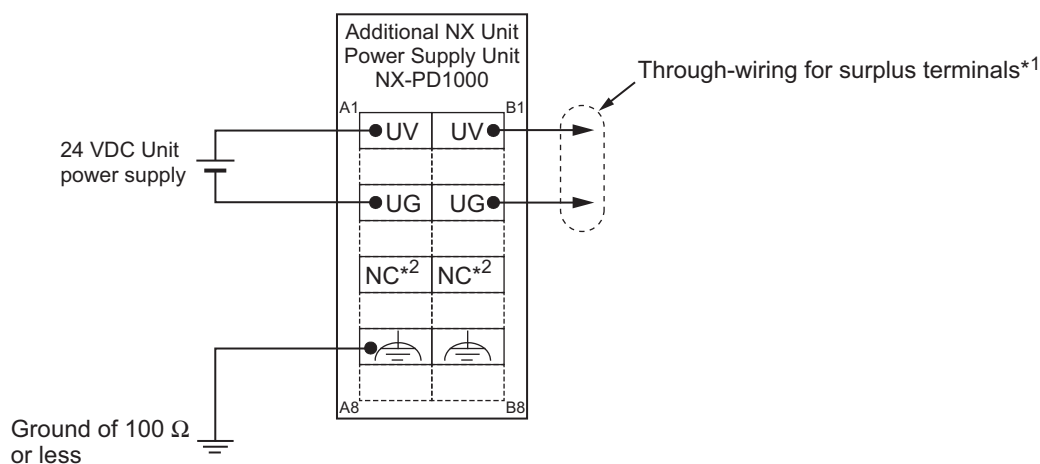 Additional NX Unit
Power Supply Unit
NX-PD1000
Through-wiring for surplus terminals*1
A1
B1
UV
UV
24 VDC Unit
power supply
UG
UG
NC*2
NC*2
A8
B8
Ground of 100 Ω
or less